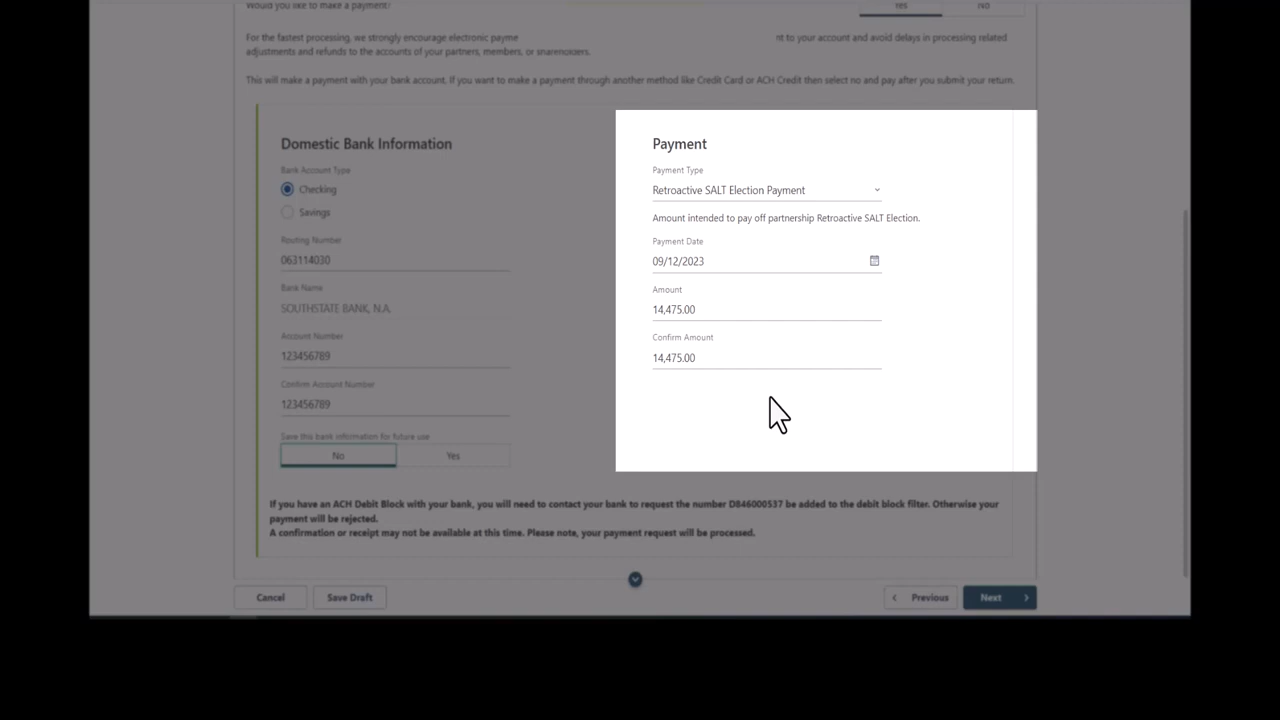 Would you like to make a payment?
Yes
No
For the fastest processing, we strongly encourage electronic payme nt to your account and avoid delays in processing related
adjustments and refunds to the accounts of your partners, members, or shareholders.
This will make a payment with your bank account. If you want to make a payment through another method like Credit Card or ACH Credit then select no and pay after you submit your return.
Domestic Bank Information
Bank Account Type
Checking
Savings
Routing Number
063114030
Bank Name
SOUTHSTATE BANK, N.A.
Account Number
123456789
Confirm Account Number
123456789
Save this bank information for future use
No
Yes
Payment
Payment Type
Retroactive SALT Election Payment
Amount intended to pay off partnership Retroactive SALT Election.
Payment Date
09/12/2023
Amount
14,475.00
Confirm Amount
14,475.00
If you have an ACH Debit Block with your bank, you will need to contact your bank to request the number D846000537 be added to the debit block filter. Otherwise your
payment will be rejected.
A confirmation or receipt may not be available at this time. Please note, your payment request will be processed.
Cancel
Save Draft
Previous
Next